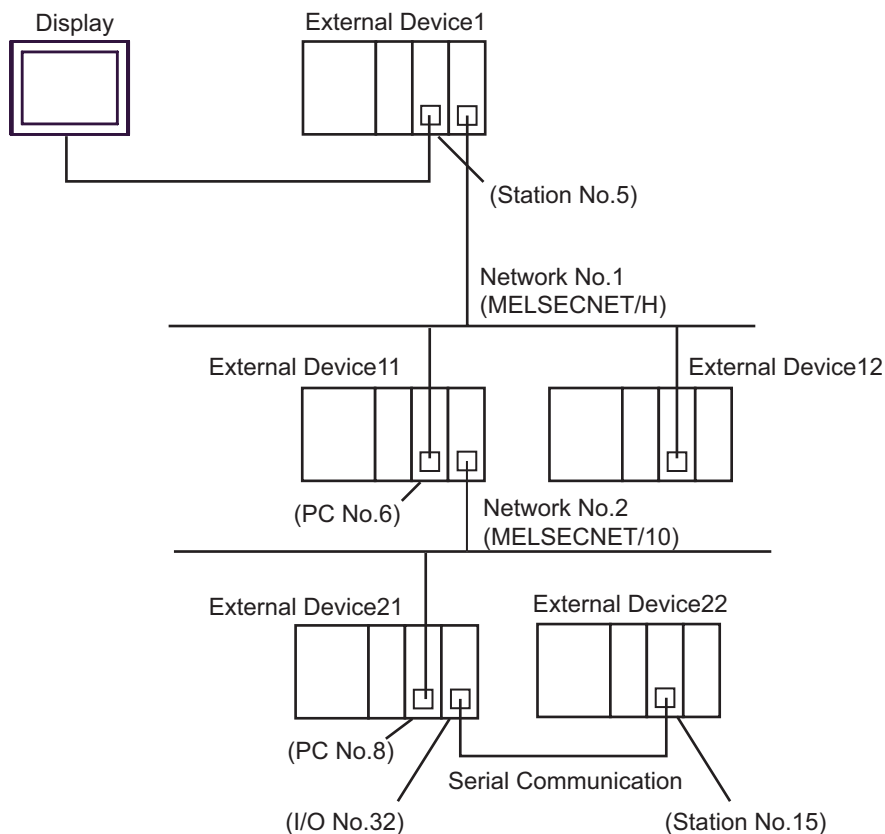 Display
External Device1
(Station No.5)
Network No.1
(MELSECNET/H)
External Device11
External Device12
(PC No.6)
Network No.2
(MELSECNET/10)
External Device21
External Device22
(PC No.8)
Serial Communication
(I/O No.32)
(Station No.15)